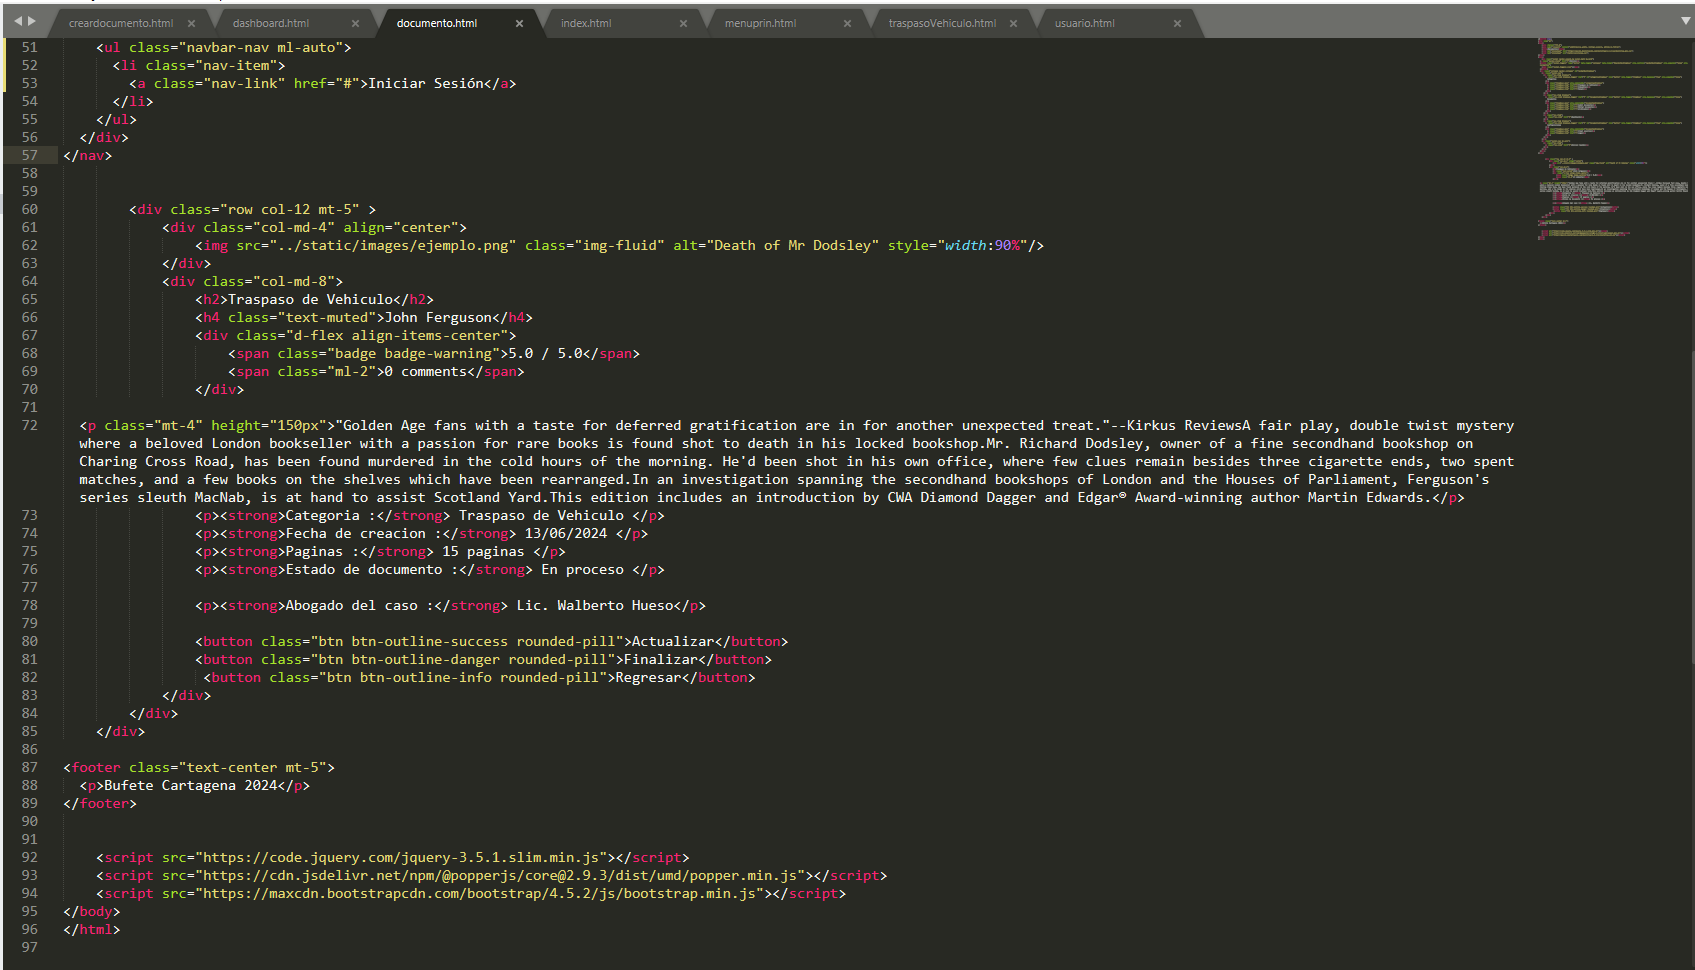 creardocumento.html × dashboard.html × documento.html × index.html × menuprin.html × traspasoVehiculo.html × usuario.html ×
51 <ul class="navbar-nav ml-auto">
52 <li class="nav-item">
53 <a class="nav-link" href="#">Iniciar Sesión</a>
54 </li>
55 </ul>
56 </div>
57 </nav>
58
59
60 <div class="row col-12 mt-5" >
61 <div class="col-md-4" align="center">
62 <img src="../static/images/ejemplo.png" class="img-fluid" alt="Death of Mr Dodsley" style="width:90%"/>
63 </div>
64 <div class="col-md-8">
65 <h2>Traspaso de Vehiculo</h2>
66 <h4 class="text-muted">John Ferguson</h4>
67 <div class="d-flex align-items-center">
68 <span class="badge badge-warning">5.0 / 5.0</span>
69 <span class="ml-2">0 comments</span>
70 </div>
71
72 <p class="mt-4" height="150px">"Golden Age fans with a taste for deferred gratification are in for another unexpected treat."--Kirkus ReviewsA fair play, double twist mystery
where a beloved London bookseller with a passion for rare books is found shot to death in his locked bookshop.Mr. Richard Dodsley, owner of a fine secondhand bookshop on
Charing Cross Road, has been found murdered in the cold hours of the morning. He'd been shot in his own office, where few clues remain besides three cigarette ends, two spent
matches, and a few books on the shelves which have been rearranged.In an investigation spanning the secondhand bookshops of London and the Houses of Parliament, Ferguson's
series sleuth MacNab, is at hand to assist Scotland Yard.This edition includes an introduction by CWA Diamond Dagger and Edgar® Award-winning author Martin Edwards.</p>
73 <p><strong>Categoria :</strong> Traspaso de Vehiculo </p>
74 <p><strong>Fecha de creacion :</strong> 13/06/2024 </p>
75 <p><strong>Paginas :</strong> 15 paginas </p>
76 <p><strong>Estado de documento :</strong> En proceso </p>
77
78 <p><strong>Abogado del caso :</strong> Lic. Walberto Hueso</p>
79
80 <button class="btn btn-outline-success rounded-pill">Actualizar</button>
81 <button class="btn btn-outline-danger rounded-pill">Finalizar</button>
82 <button class="btn btn-outline-info rounded-pill">Regresar</button>
83 </div>
84 </div>
85 </div>
86
87 <footer class="text-center mt-5">
88 <p>Bufete Cartagena 2024</p>
89 </footer>
90
91
92 <script src="https://code.jquery.com/jquery-3.5.1.slim.min.js"></script>
93 <script src="https://cdn.jsdelivr.net/npm/@popperjs/core@2.9.3/dist/umd/popper.min.js"></script>
94 <script src="https://maxcdn.bootstrapcdn.com/bootstrap/4.5.2/js/bootstrap.min.js"></script>
95 </body>
96 </html>
97